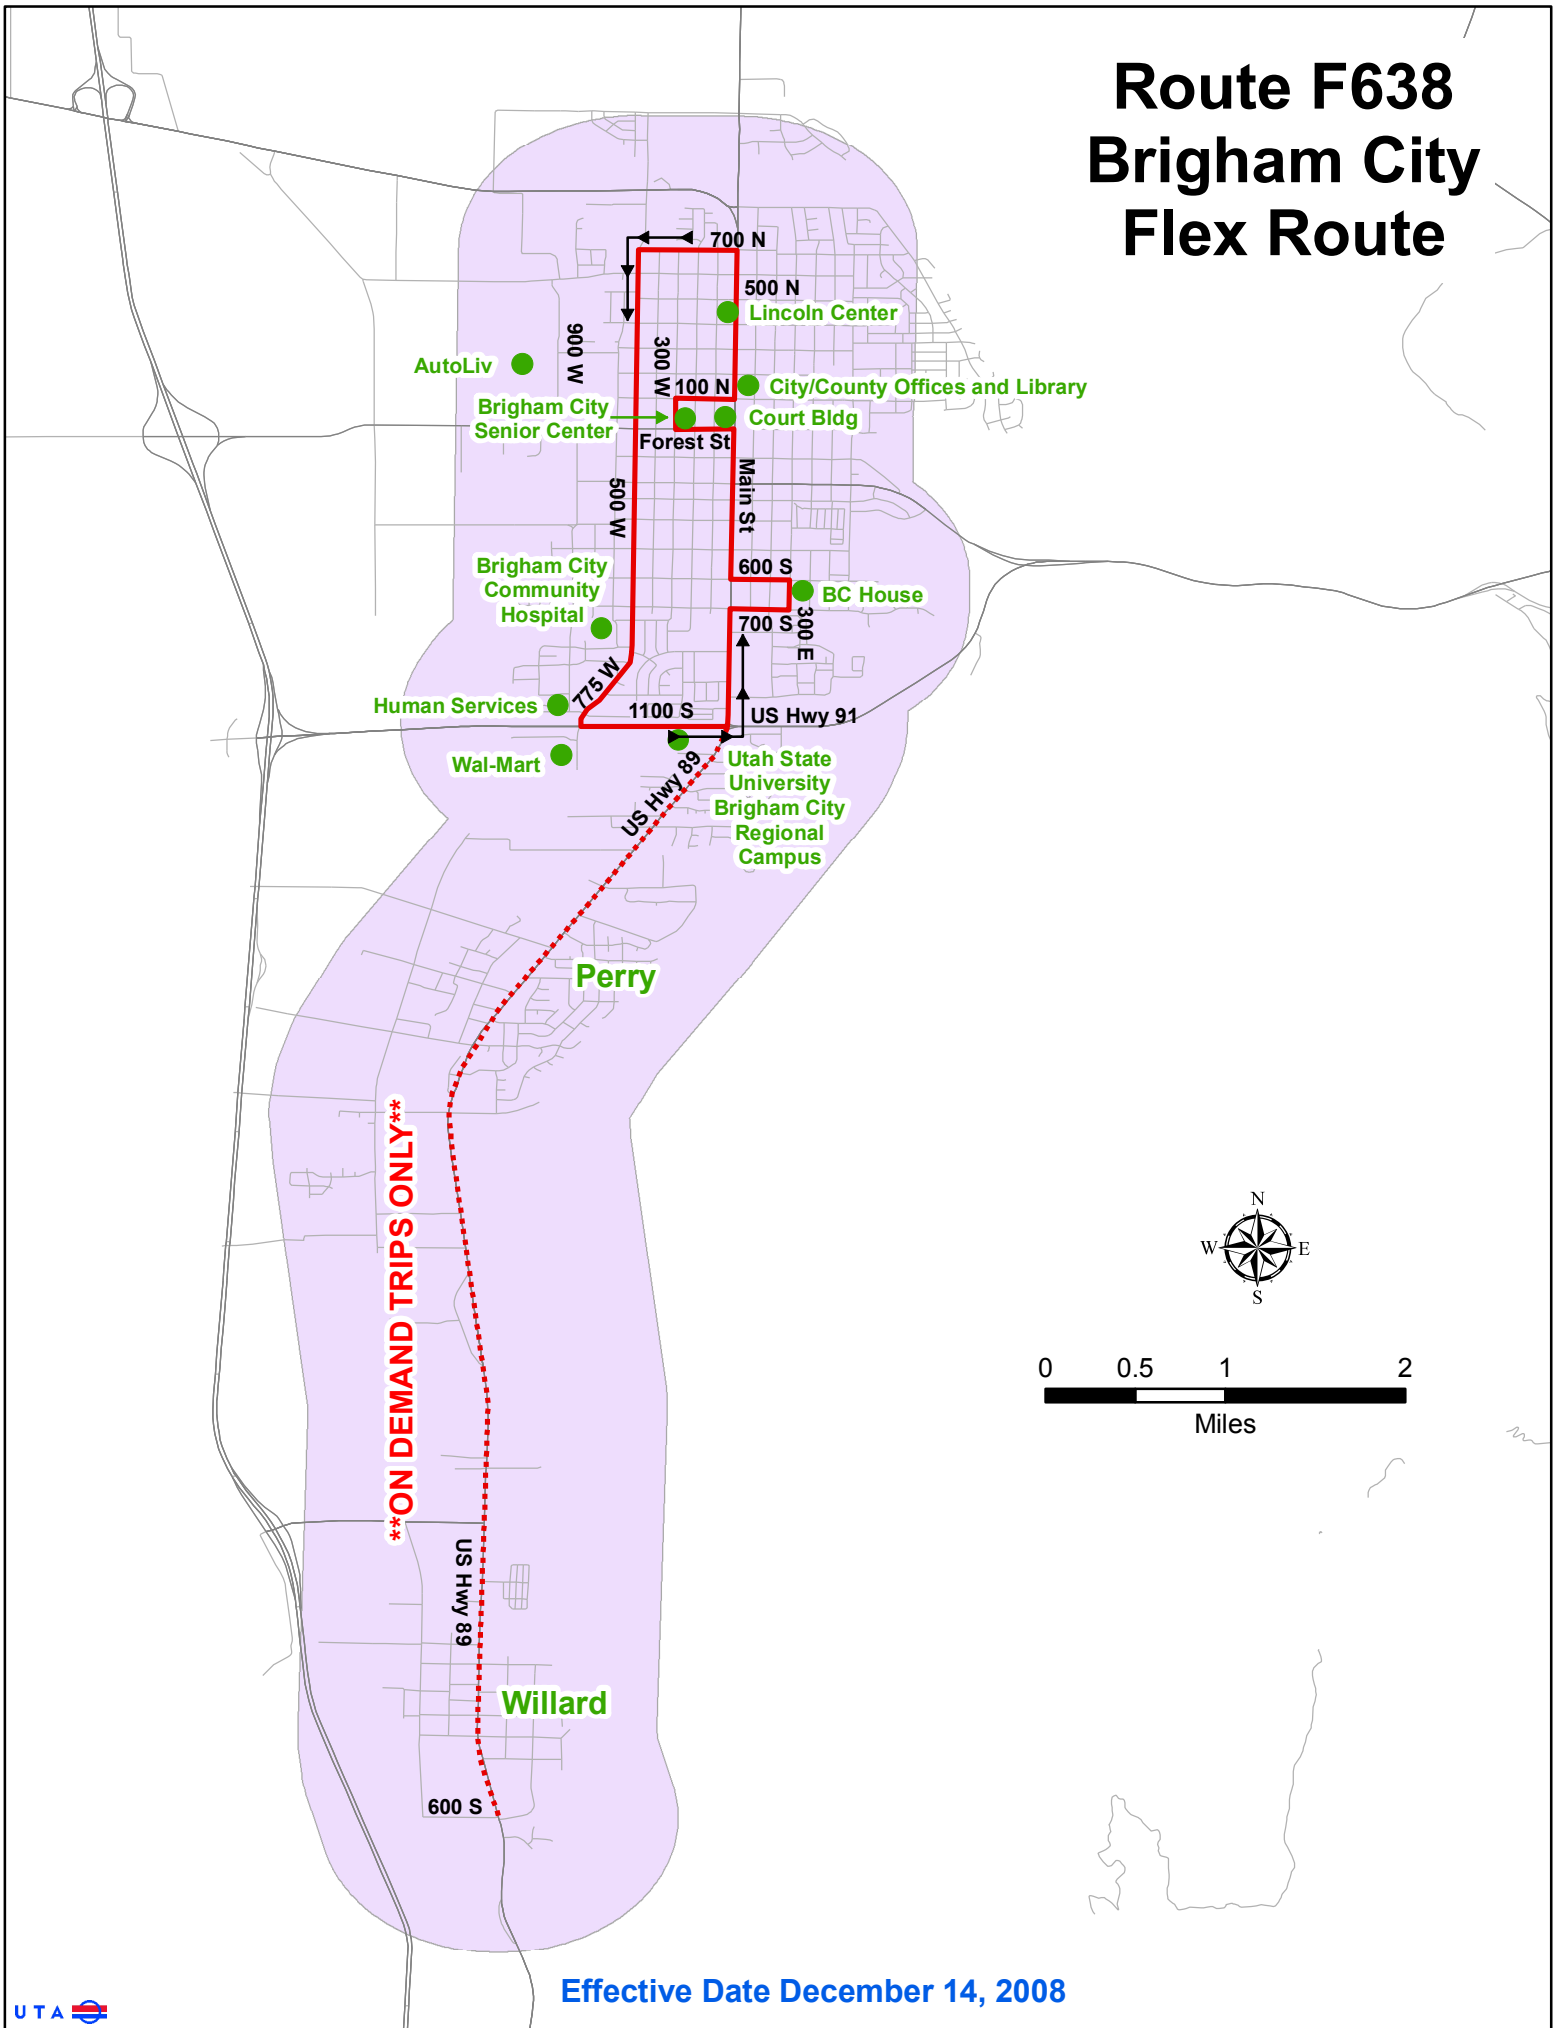 Route F638
Brigham City
Flex Route
700 N
500 N
Lincoln Center
900 W
300 W
AutoLiv
100 N
City/County Offices and Library
Brigham City
Senior Center
Court Bldg
Forest St
Main St
500 W
Brigham City
Community
Hospital
600 S
BC House
700 S
300 E
775 W
Human Services
1100 S
US Hwy 91
Wal-Mart
US Hwy 89
Utah State
University
Brigham City
Regional
Campus
Perry
**ON DEMAND TRIPS ONLY**
N
W
E
S
0 0.5 1 2
Miles
US Hwy 89
Willard
600 S
Effective Date December 14, 2008
UTA